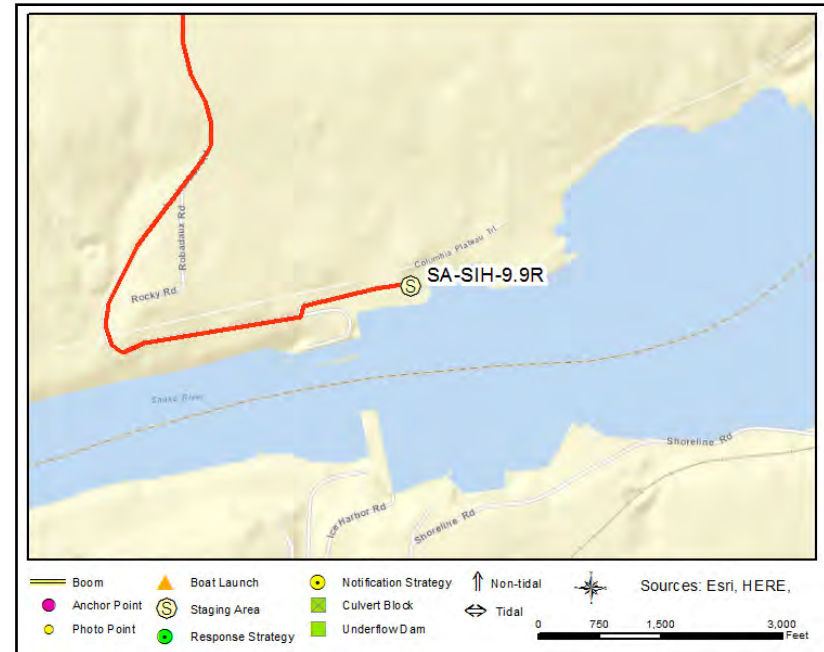 Robadaux Rd
Columbia Plateau Trl
S
SA-SIH-9.9R
Rocky Rd
Snake River
Shoreline Rd
Ice Harbor Rd
Shoreline Rd
Boom
Boat Launch
Notification Strategy
Non-tidal
Sources: Esri, HERE,
Anchor Point
S
Staging Area
Culvert Block
Tidal
Photo Point
Response Strategy
Underflow Dam
0 750 1,500 3,000
Feet